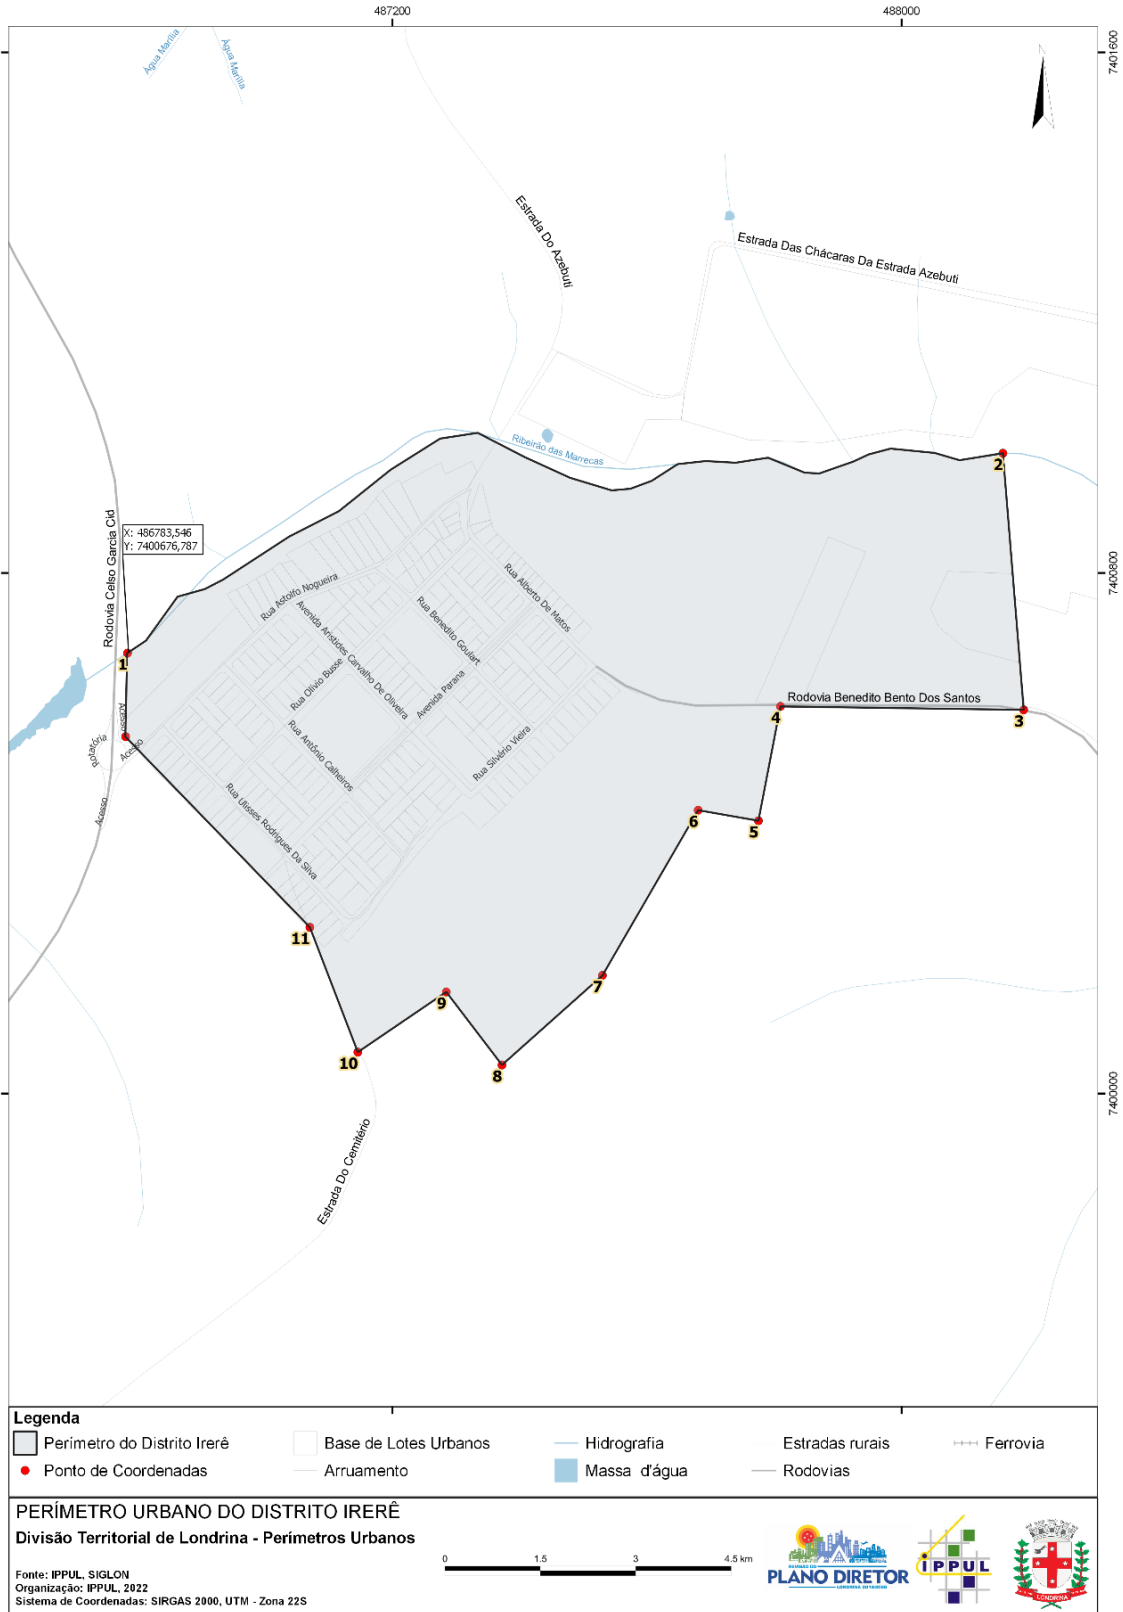 487200
488000
7401600
Água Marília
Água Marília
N
Estrada Do Azebuti
Estrada Das Chácaras Da Estrada Azebuti
Ribeirão das Marrecas
2
X: 486783,546
Y: 7400676,787
Rodovia Celso Garcia Cid
7400800
Rua Astolfo Nogueira
Rua Alberto De Matos
Rua Benedito Goulart
Avenida Aristides Carvalho De Oliveira
1
Rua Olívio Busse
Avenida Parana
Rodovia Benedito Bento Dos Santos
4
3
Acesso
Rotatória
Acesso
Rua Antônio Calheiros
Rua Silvério Vieira
Acesso
Rua Ulisses Rodrigues Da Silva
6
5
11
7
9
10
8
7400000
Estrada Do Cemitério
Legenda
Perímetro do Distrito Irerê
Base de Lotes Urbanos
Hidrografia
Estradas rurais
Ferrovia
Ponto de Coordenadas
Arruamento
Massa d'água
Rodovias
PERÍMETRO URBANO DO DISTRITO IRERÊ
Divisão Territorial de Londrina - Perímetros Urbanos
0 1.5 3 4.5 km
Fonte: IPPUL, SIGLON
Organização: IPPUL, 2022
Sistema de Coordenadas: SIRGAS 2000, UTM - Zona 22S
PLANO DIRETOR
IPPUL
LONDRINA